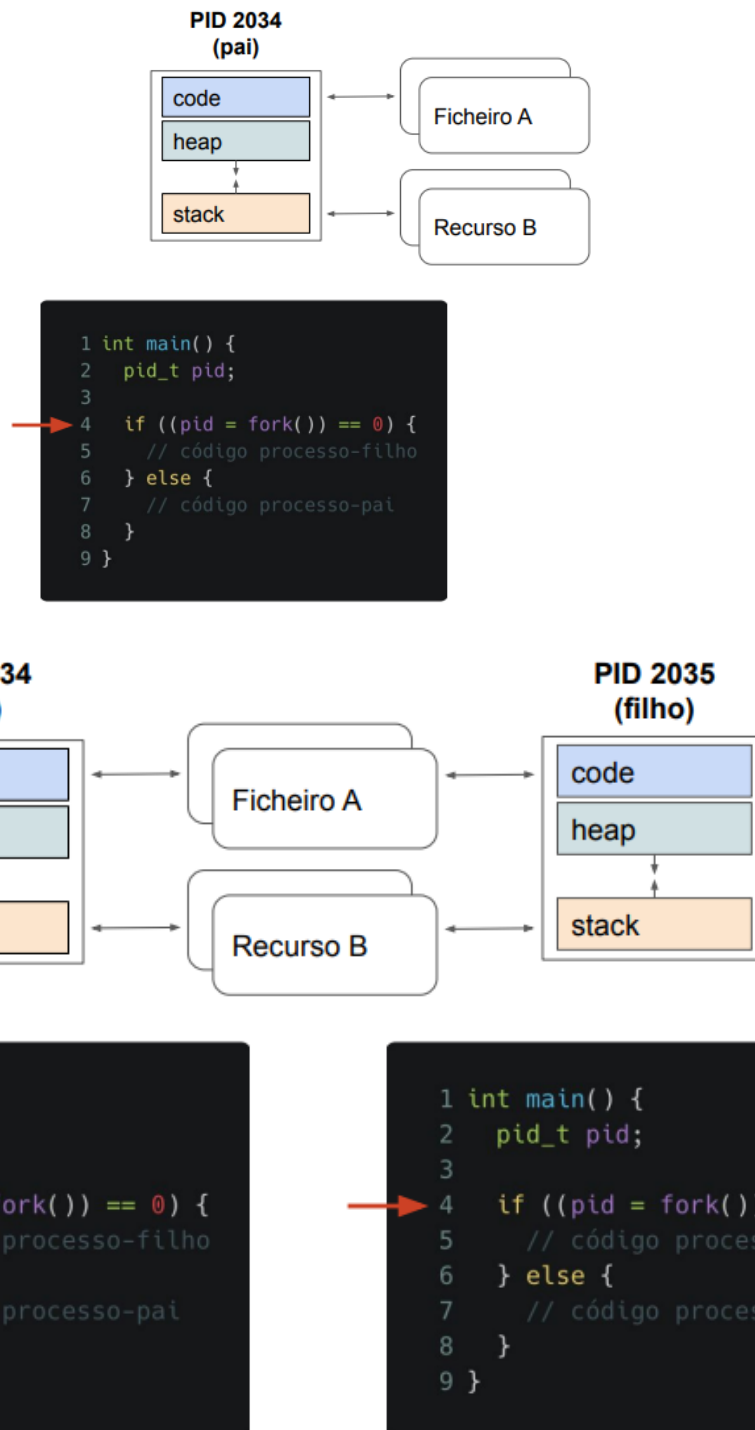 PID 2034
(pai)
code
heap
stack
Ficheiro A
Recurso B
1 int main() {
2   pid_t pid;
3
4   if ((pid = fork()) == 0) {
5     // código processo-filho
6   } else {
7     // código processo-pai
8   }
9 }
34
)
Ficheiro A
Recurso B
PID 2035
(filho)
code
heap
stack
ork()) == 0) {
processo-filho
processo-pai
1 int main() {
2   pid_t pid;
3
4   if ((pid = fork()
5     // código proces
6   } else {
7     // código proces
8   }
9 }